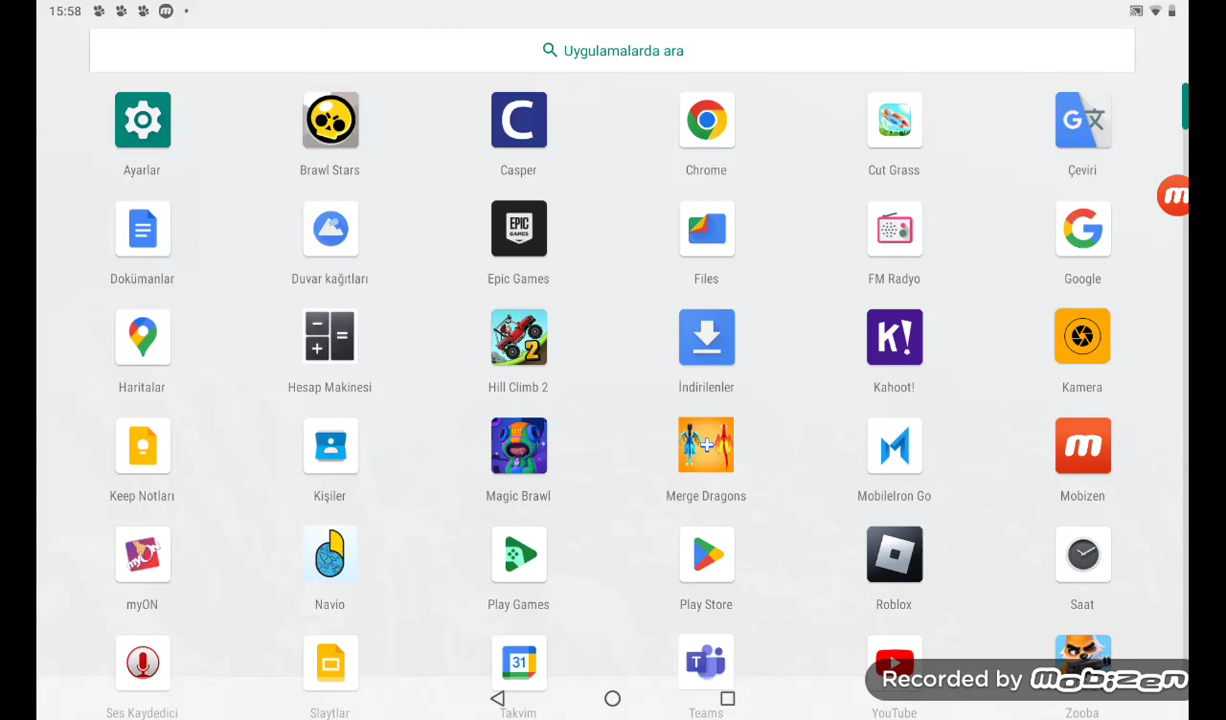 15:58
Uygulamalarda ara
Ayarlar
Brawl Stars
Casper
Chrome
Cut Grass
Çeviri
Dokümanlar
Duvar kağıtları
Epic Games
Files
FM Radyo
Google
Haritalar
Hesap Makinesi
Hill Climb 2
İndirilenler
Kahoot!
Kamera
Keep Notları
Kişiler
Magic Brawl
Merge Dragons
MobileIron Go
Mobizen
myON
Navio
Play Games
Play Store
Roblox
Saat
Recorded by mobizen
Ses Kaydedici
Slaytlar
Takvim
Teams
YouTube
Zooba